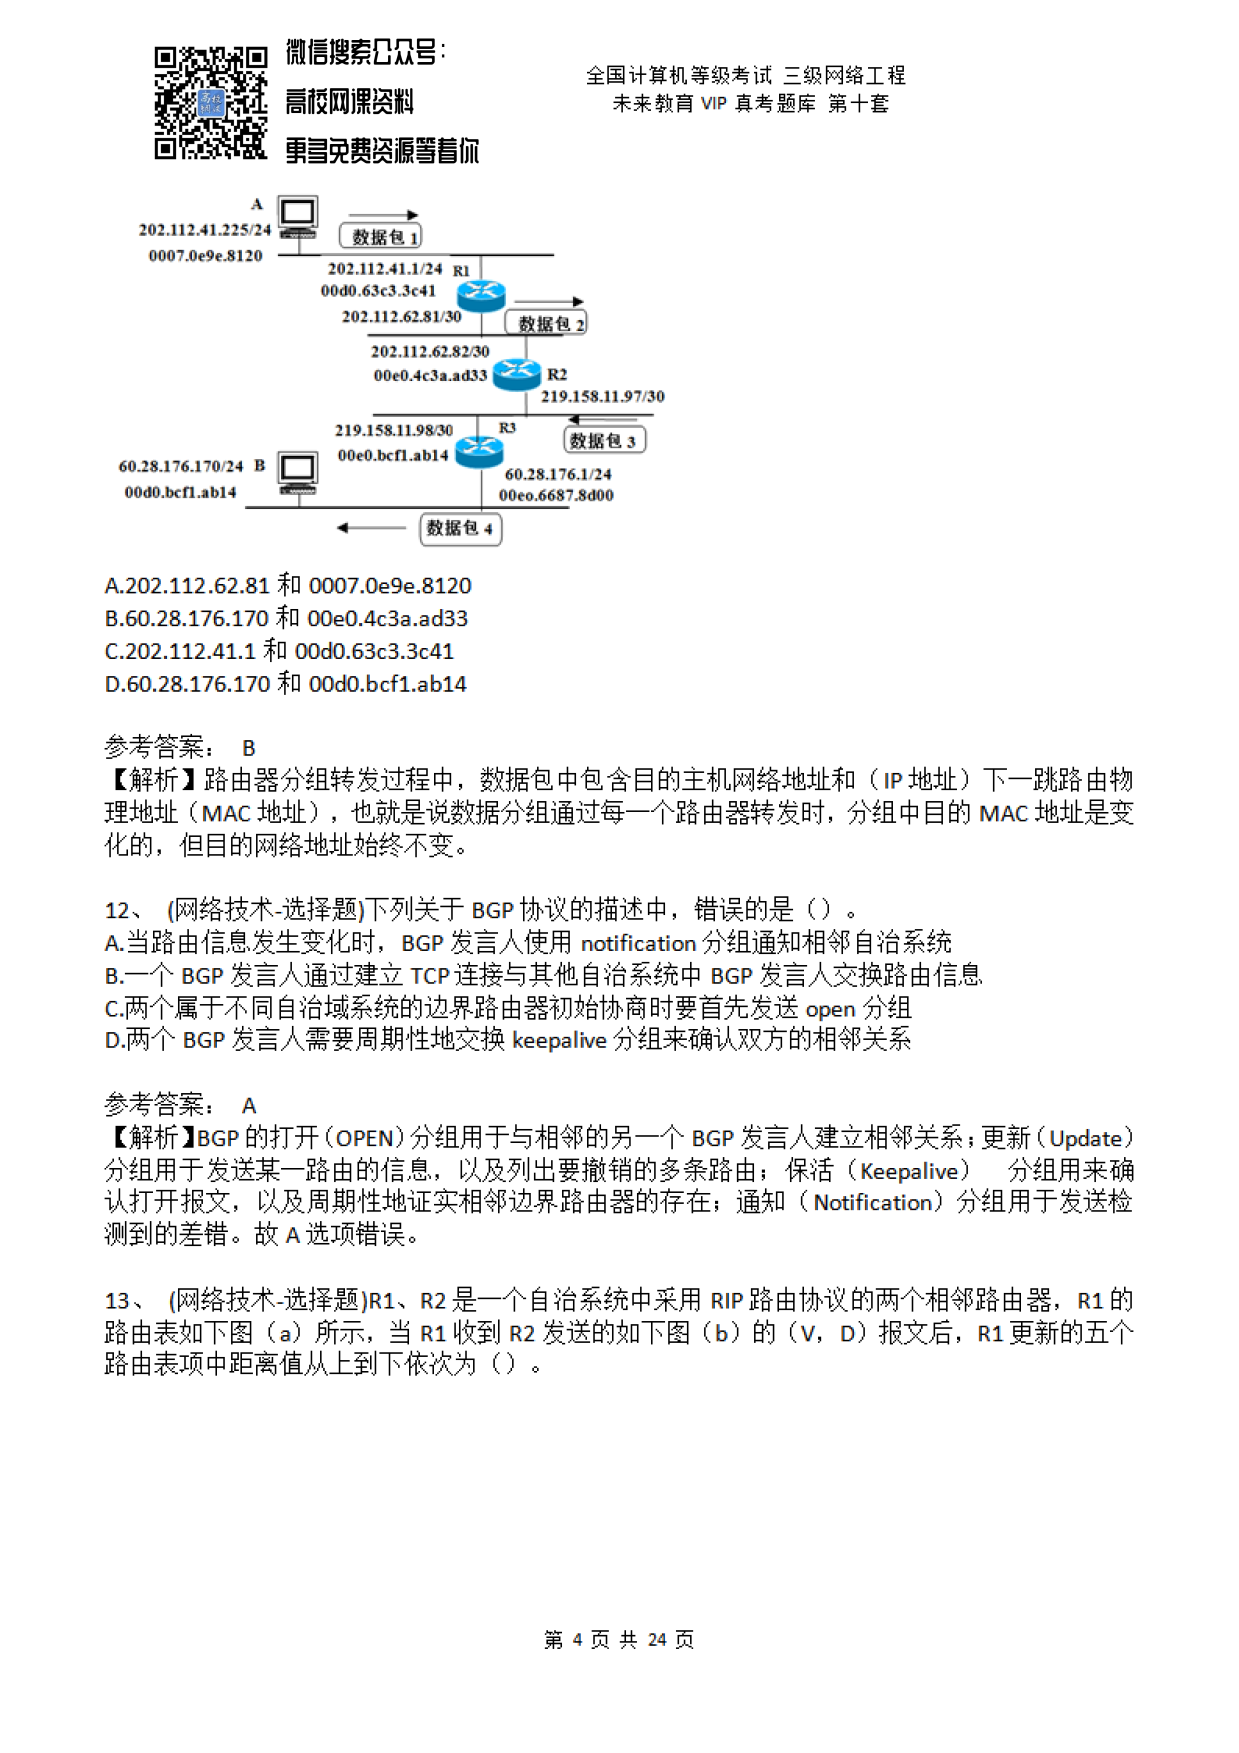 微信搜索公众号：
高校网课资料
更多免费资源等着你
全国计算机等级考试 三级网络工程
未来教育 VIP 真考题库 第十套
高校
A
202.112.41.225/24
0007.0e9e.8120
数据包 1
202.112.41.1/24 R1
00d0.63c3.3c41
202.112.62.81/30
数据包 2
202.112.62.82/30
00e0.4c3a.ad33
R2
219.158.11.97/30
219.158.11.98/30
R3
数据包 3
00e0.bcf1.ab14
60.28.176.170/24 B
00d0.bcf1.ab14
60.28.176.1/24
00eo.6687.8d00
数据包 4
A.202.112.62.81 和 0007.0e9e.8120
B.60.28.176.170 和 00e0.4c3a.ad33
C.202.112.41.1 和 00d0.63c3.3c41
D.60.28.176.170 和 00d0.bcf1.ab14
参考答案： B
【解析】路由器分组转发过程中，数据包中包含目的主机网络地址和（IP 地址）下一跳路由物
理地址（MAC 地址），也就是说数据分组通过每一个路由器转发时，分组中目的 MAC 地址是变
化的，但目的网络地址始终不变。
12、 (网络技术-选择题)下列关于 BGP 协议的描述中，错误的是（）。
A.当路由信息发生变化时，BGP 发言人使用 notification 分组通知相邻自治系统
B.一个 BGP 发言人通过建立 TCP 连接与其他自治系统中 BGP 发言人交换路由信息
C.两个属于不同自治域系统的边界路由器初始协商时要首先发送 open 分组
D.两个 BGP 发言人需要周期性地交换 keepalive 分组来确认双方的相邻关系
参考答案： A
【解析】BGP 的打开（OPEN）分组用于与相邻的另一个 BGP 发言人建立相邻关系；更新（Update）
分组用于发送某一路由的信息，以及列出要撤销的多条路由；保活（Keepalive） 分组用来确
认打开报文，以及周期性地证实相邻边界路由器的存在；通知（Notification）分组用于发送检
测到的差错。故 A 选项错误。
13、 (网络技术-选择题)R1、R2 是一个自治系统中采用 RIP 路由协议的两个相邻路由器，R1 的
路由表如下图（a）所示，当 R1 收到 R2 发送的如下图（b）的（V，D）报文后，R1 更新的五个
路由表项中距离值从上到下依次为（）。
第 4 页 共 24 页